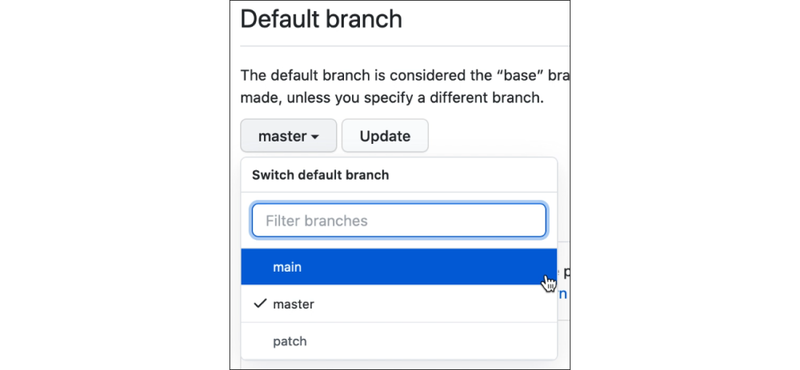 Default branch
The default branch is considered the “base” bra
made, unless you specify a different branch.
master Update
Switch default branch
Filter branches
main
master
patch
p
n